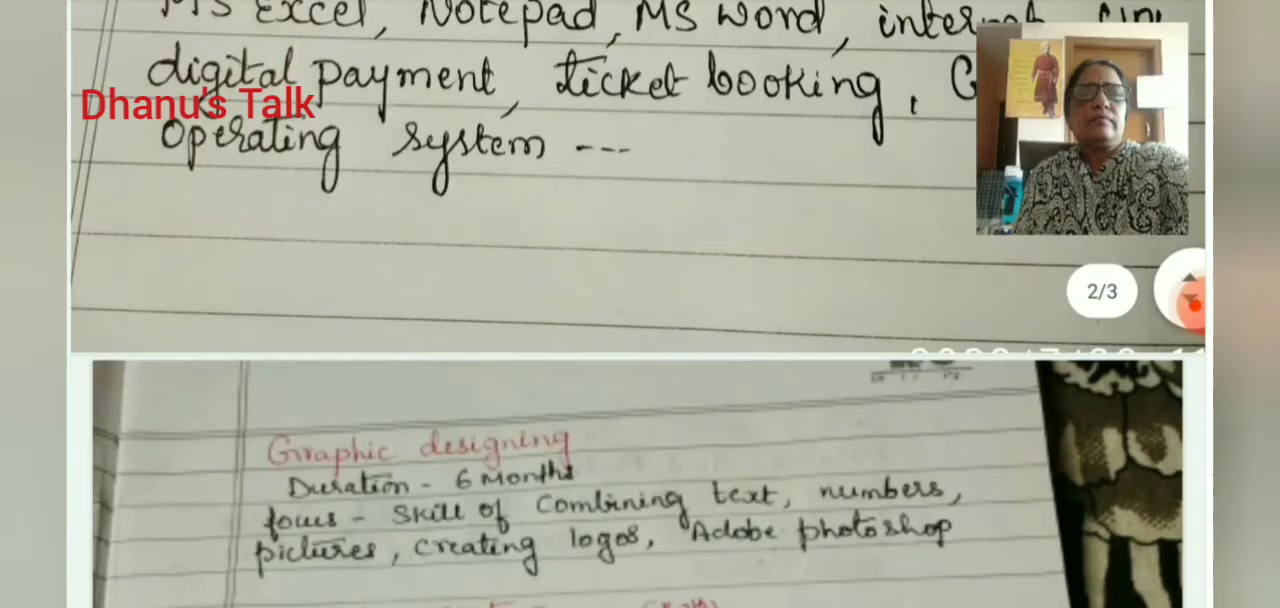 MS Excel, Notepad, MS Word, internet
digital payment, ticket booking,
Dhanu's Talk
operating system ---
2/3
Graphic designing
Duration - 6 Months
focus - Skill of combining text, numbers,
pictures, creating logos, Adobe photoshop